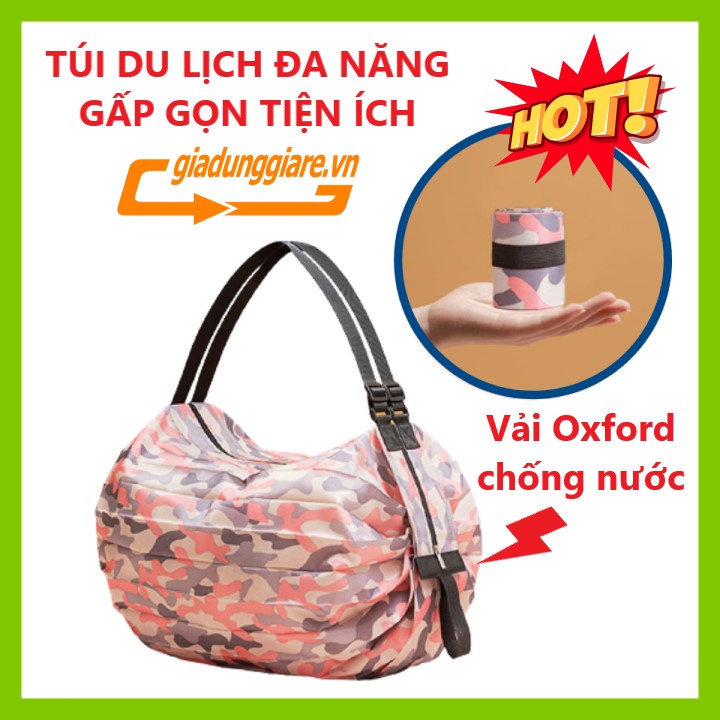 TÚI DU LỊCH ĐA NĂNG
GẤP GỌN TIỆN ÍCH
HOT!
giadunggiare.vn
Vải Oxford
chống nước